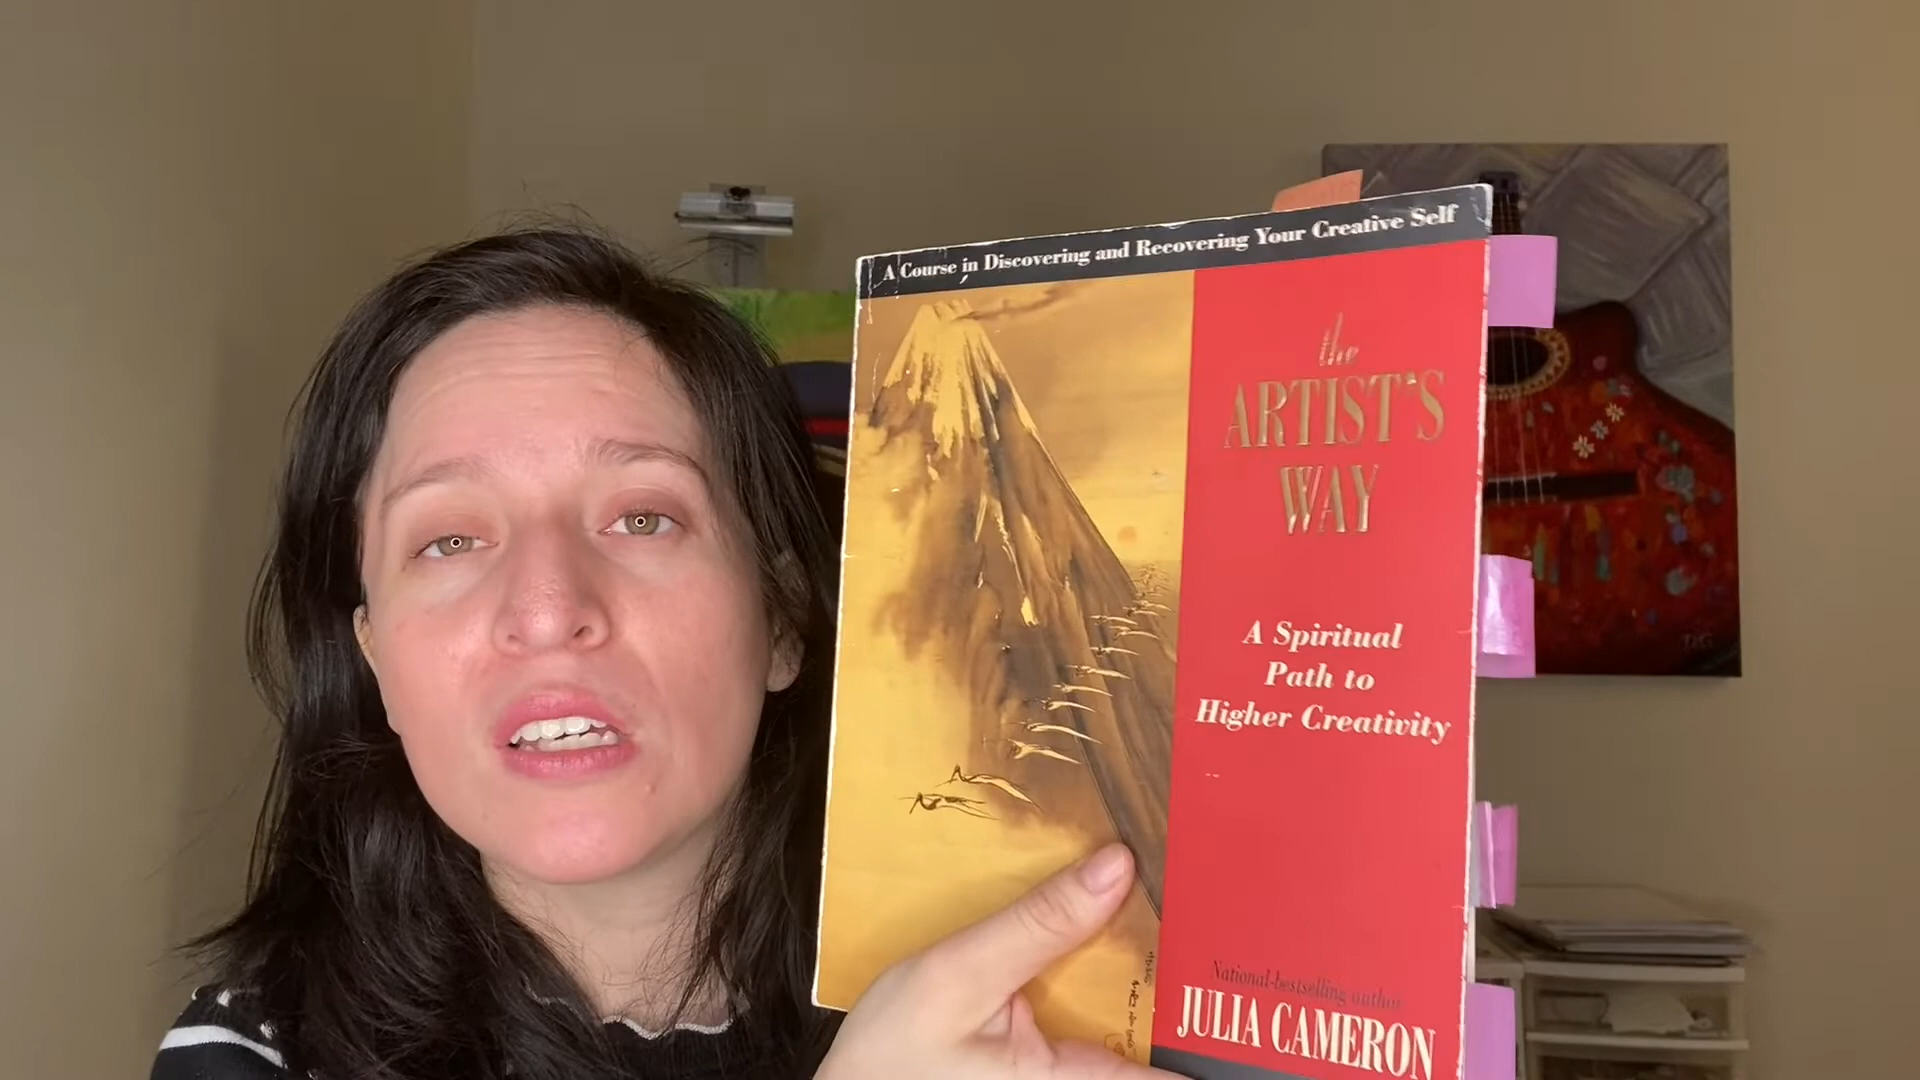 A Course in Discovering and Recovering Your Creative Self
the
ARTIST'S
WAY
A Spiritual
Path to
Higher Creativity
National-bestselling author
JULIA CAMERON